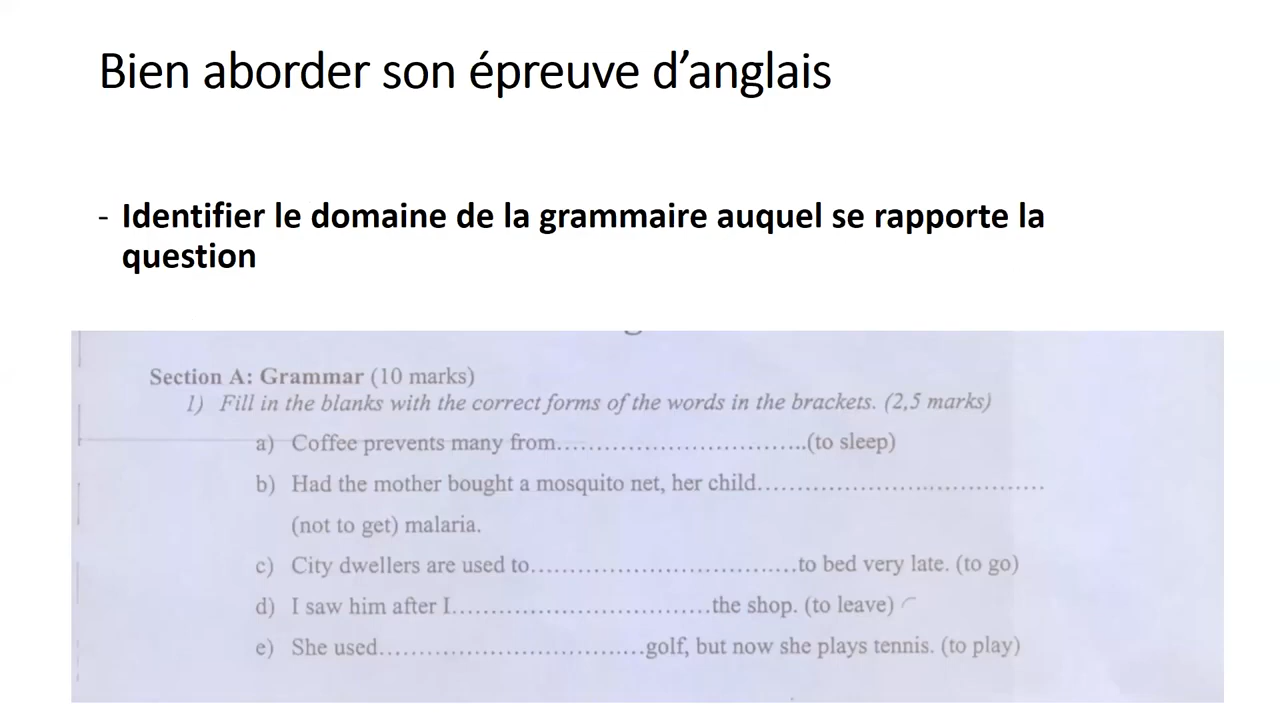 Bien aborder son épreuve d’anglais
- Identifier le domaine de la grammaire auquel se rapporte la
question
Section A: Grammar (10 marks)
1) Fill in the blanks with the correct forms of the words in the brackets. (2,5 marks)
a) Coffee prevents many from..............................(to sleep)
b) Had the mother bought a mosquito net, her child..................................
(not to get) malaria.
c) City dwellers are used to................................to bed very late. (to go)
d) I saw him after I...............................the shop. (to leave)
e) She used................................golf, but now she plays tennis. (to play)